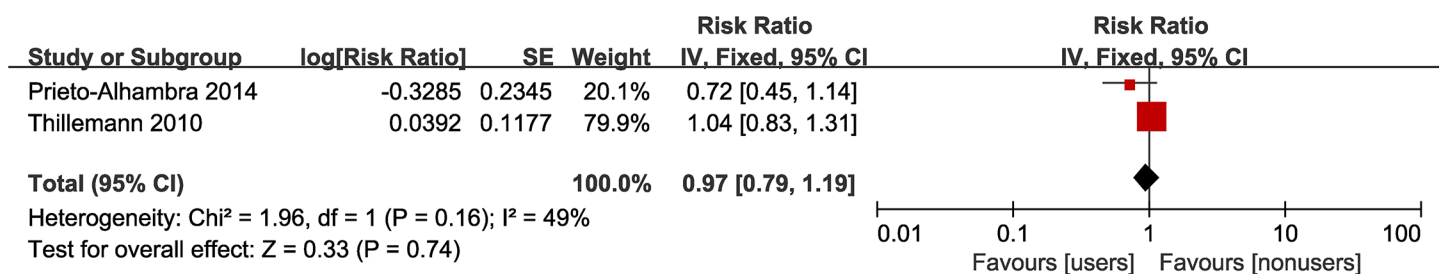 Risk Ratio Risk Ratio
Study or Subgroup log[Risk Ratio] SE Weight IV, Fixed, 95% CI IV, Fixed, 95% CI
Prieto-Alhambra 2014 -0.3285 0.2345 20.1% 0.72 [0.45, 1.14]
Thillemann 2010 0.0392 0.1177 79.9% 1.04 [0.83, 1.31]
Total (95% CI) 100.0% 0.97 [0.79, 1.19]
Heterogeneity: Chi² = 1.96, df = 1 (P = 0.16); I² = 49%
Test for overall effect: Z = 0.33 (P = 0.74)
0.01 0.1 1 10 100
Favours [users] Favours [nonusers]